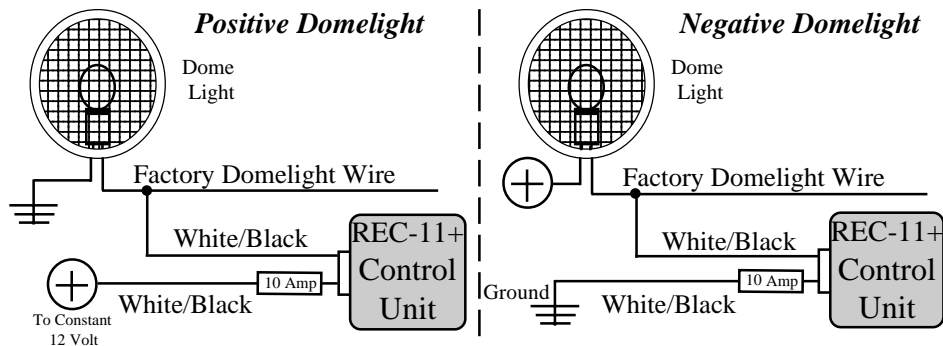 Positive Domelight
Dome
Light
Factory Domelight Wire
White/Black
REC-11+
Control
Unit
10 Amp
White/Black
To Constant
12 Volt
Negative Domelight
Dome
Light
Factory Domelight Wire
White/Black
REC-11+
Control
Unit
10 Amp
Ground
White/Black